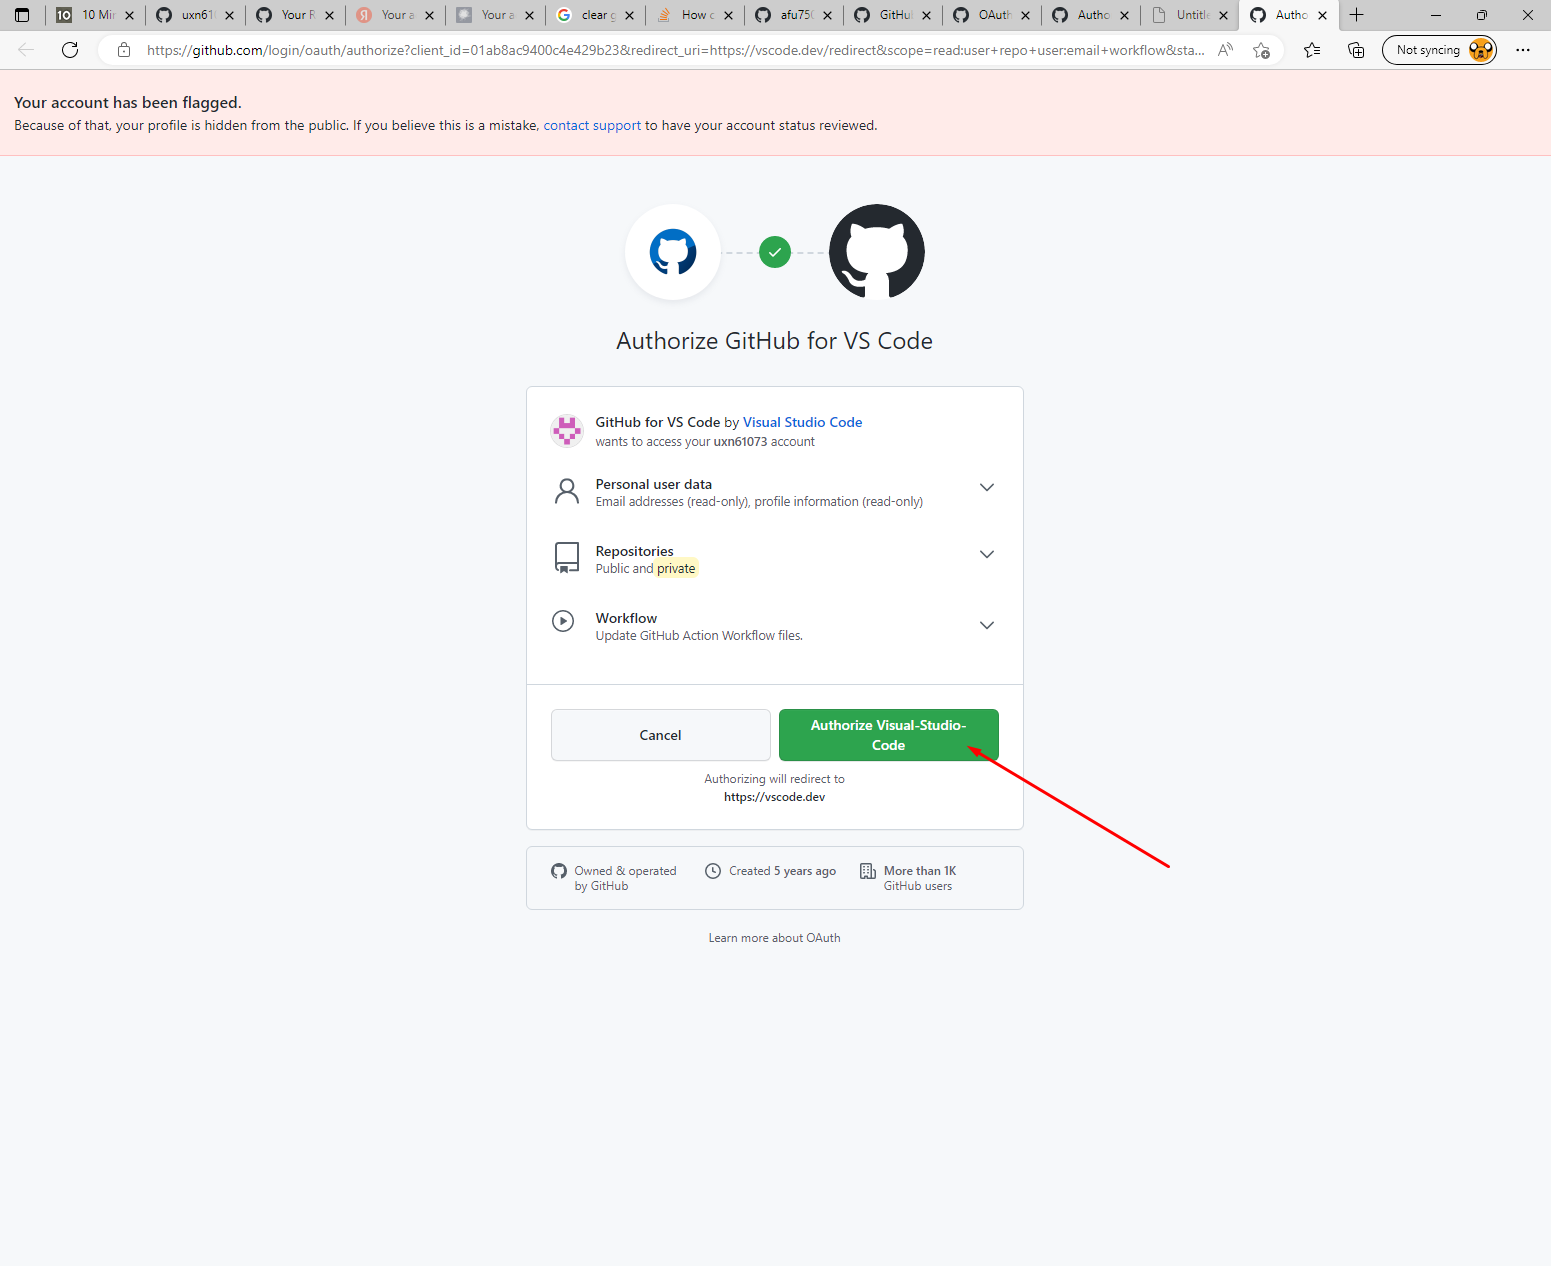 10 Mir
uxn610
Your R
Your a
Your a
clear g
How c
afu750
GitHu
OAuth
Autho
Untitle
Autho
https://github.com/login/oauth/authorize?client_id=01ab8ac9400c4e429b23&redirect_uri=https://vscode.dev/redirect&scope=read:user+repo+user:email+workflow&sta...
Not syncing
Your account has been flagged.
Because of that, your profile is hidden from the public. If you believe this is a mistake, contact support to have your account status reviewed.
Authorize GitHub for VS Code
GitHub for VS Code by Visual Studio Code
wants to access your uxn61073 account
Personal user data
Email addresses (read-only), profile information (read-only)
Repositories
Public and private
Workflow
Update GitHub Action Workflow files.
Cancel
Authorize Visual-Studio-
Code
Authorizing will redirect to
https://vscode.dev
Owned & operated
by GitHub
Created 5 years ago
More than 1K
GitHub users
Learn more about OAuth